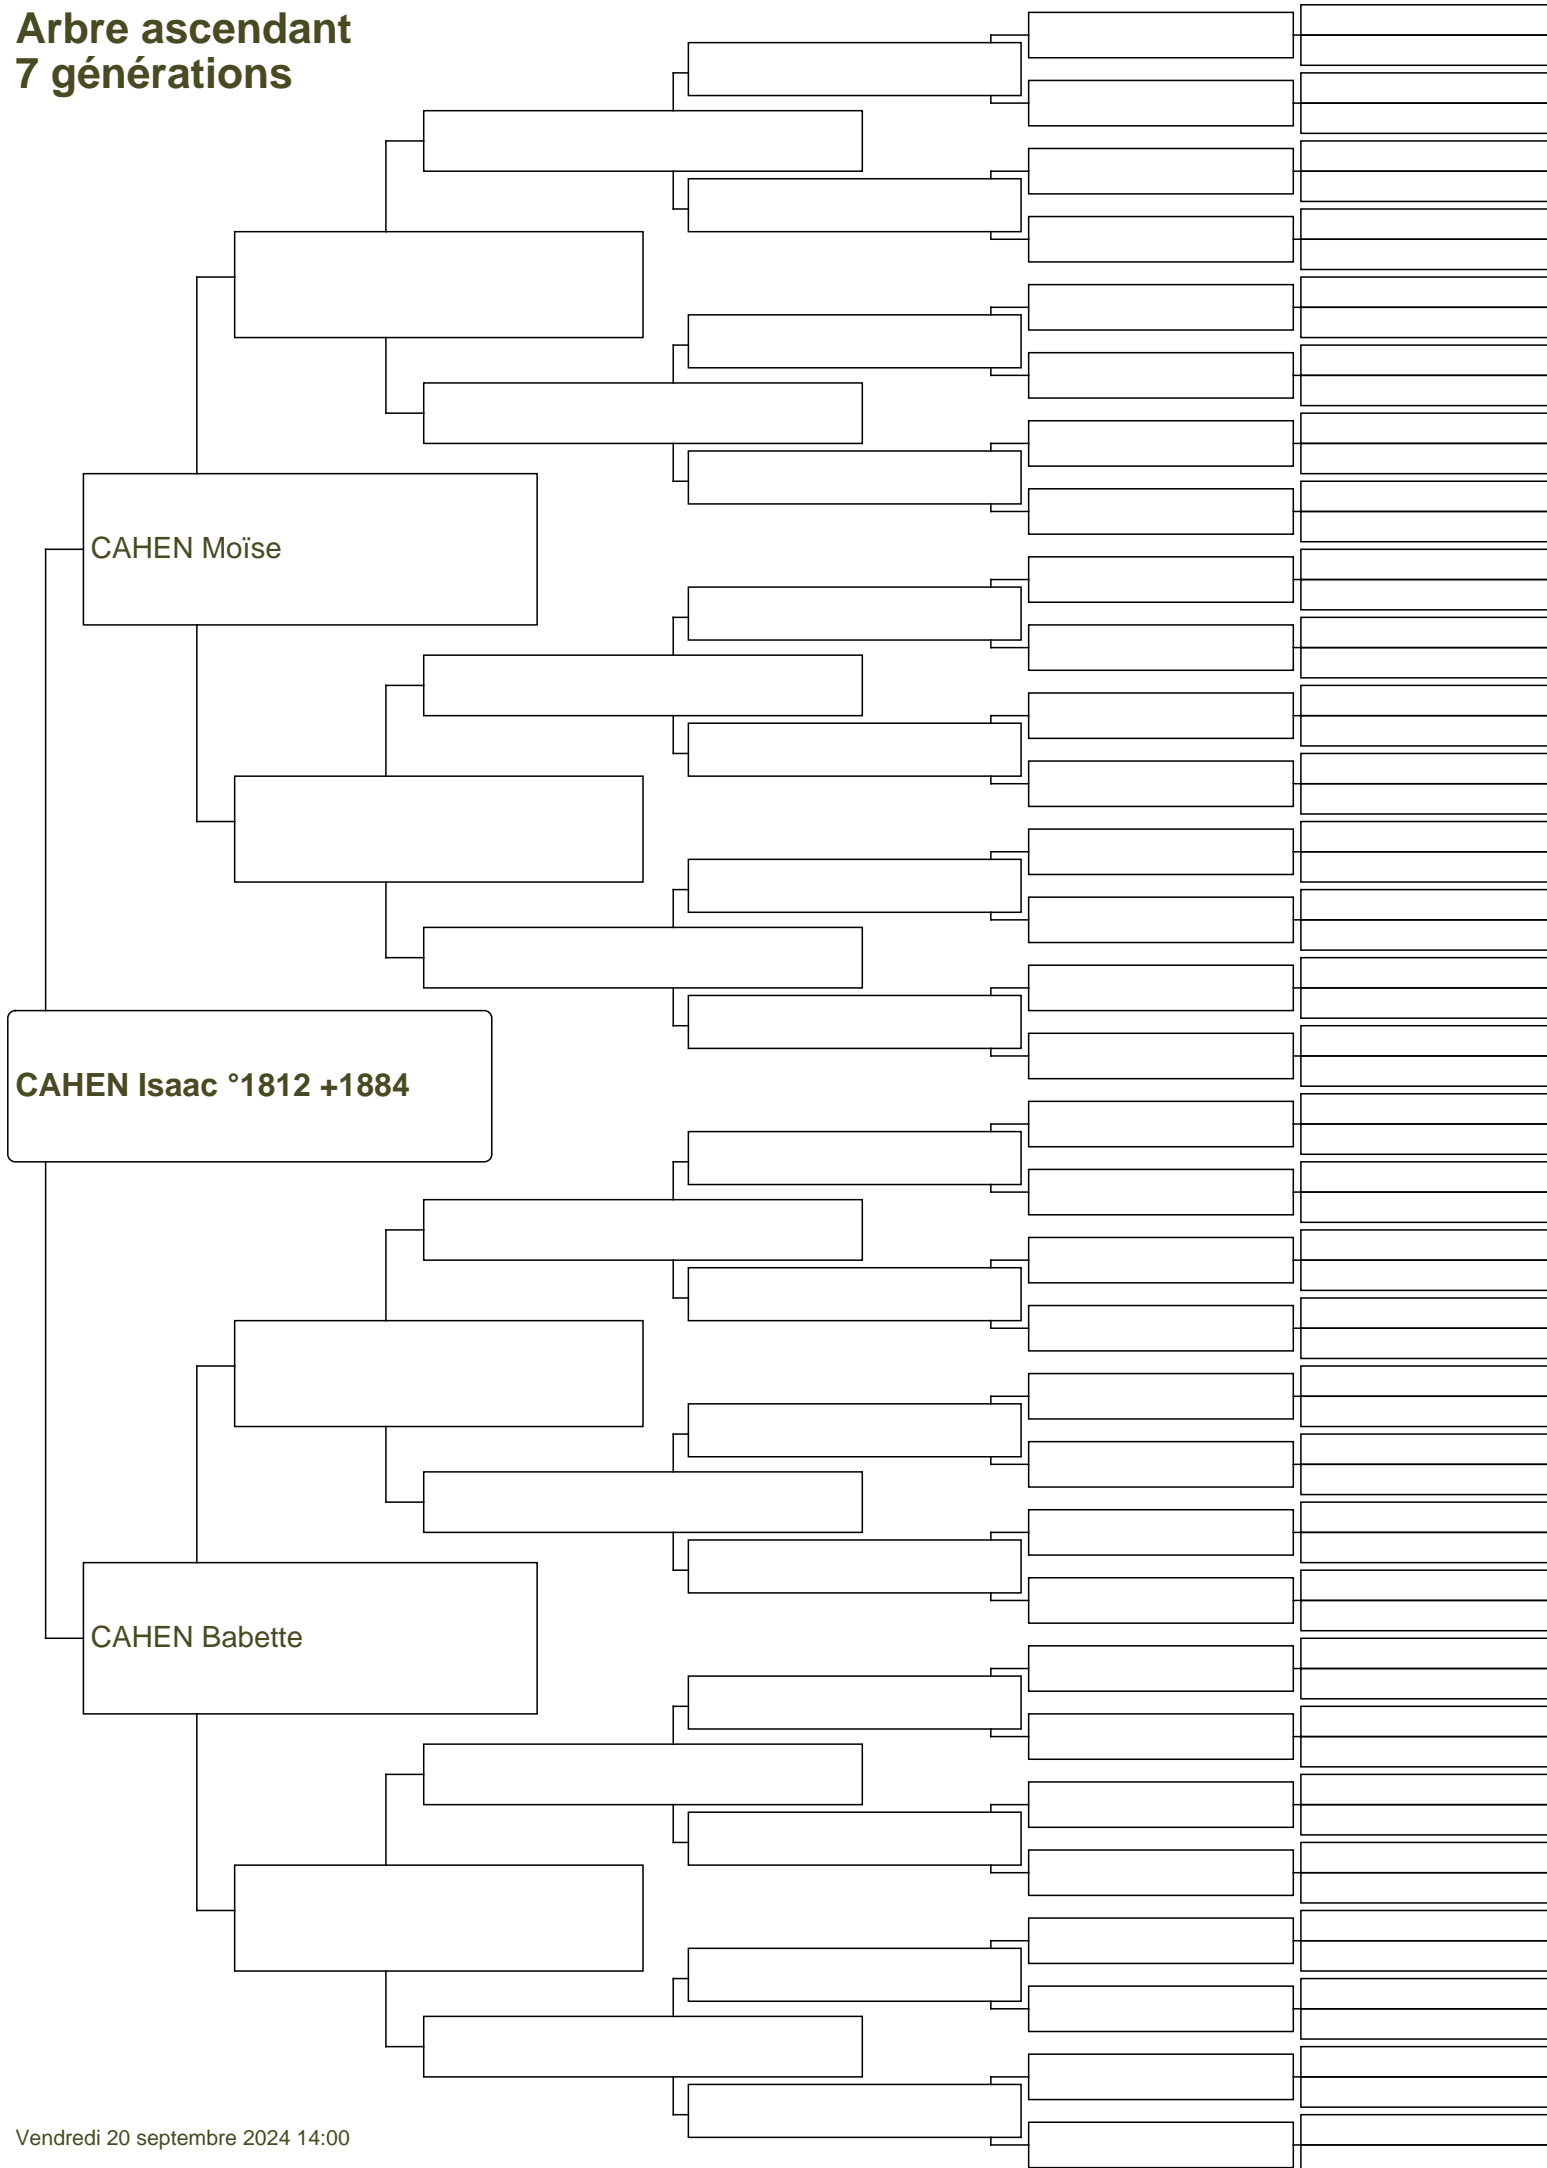 Arbre ascendant
7 générations
CAHEN Moïse
CAHEN Isaac °1812 +1884
CAHEN Babette
Vendredi 20 septembre 2024 14:00